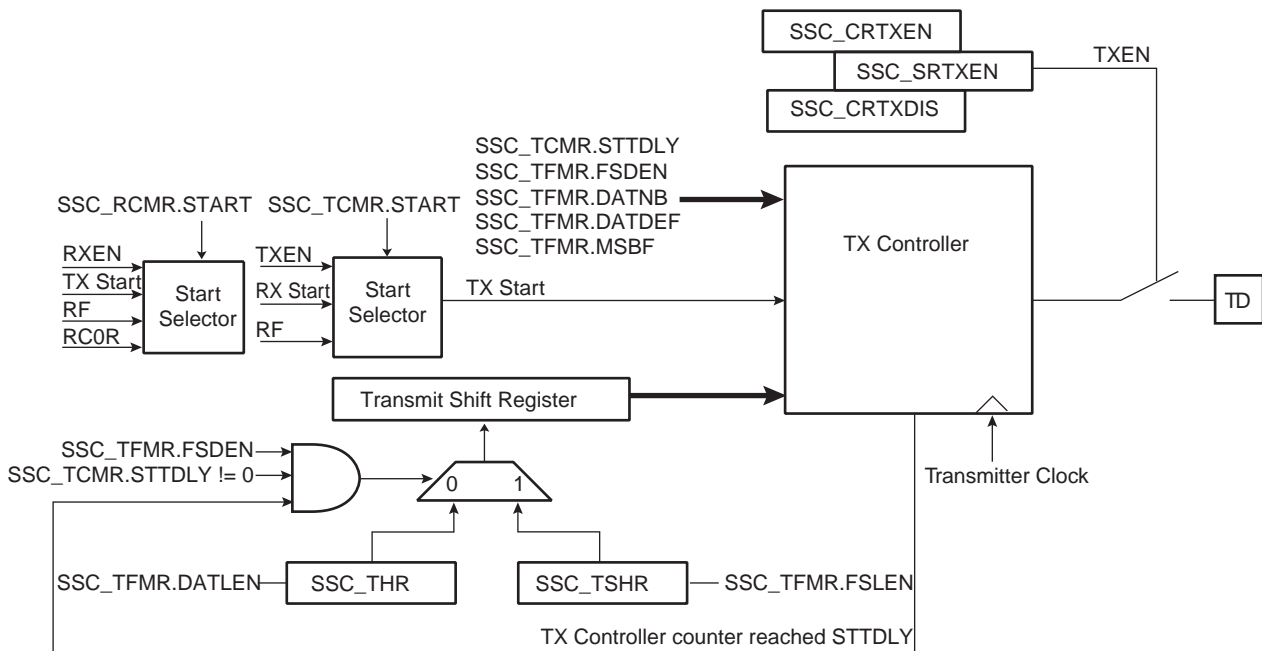 SSC_CRTXEN
SSC_SRTXEN
TXEN
SSC_CRTXDIS
SSC_TCMR.STTDLY
SSC_TFMR.FSDEN
SSC_TFMR.DATNB
SSC_TFMR.DATDEF
SSC_TFMR.MSBF
SSC_RCMR.START
SSC_TCMR.START
RXEN
TX Start
RF
RC0R
Start
Selector
TXEN
RX Start
RF
Start
Selector
TX Start
TX Controller
TD
Transmit Shift Register
Transmitter Clock
SSC_TFMR.FSDEN
SSC_TCMR.STTDLY != 0
0 1
SSC_TFMR.DATLEN
SSC_THR
SSC_TSHR
SSC_TFMR.FSLEN
TX Controller counter reached STTDLY